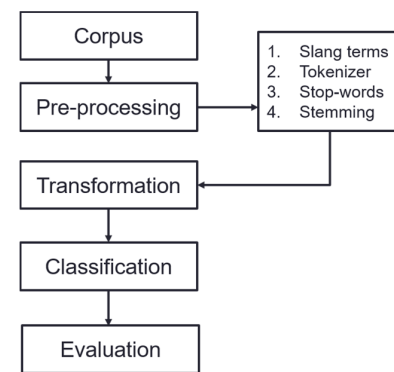 Corpus
Pre-processing
1. Slang terms
2. Tokenizer
3. Stop-words
4. Stemming
Transformation
Classification
Evaluation